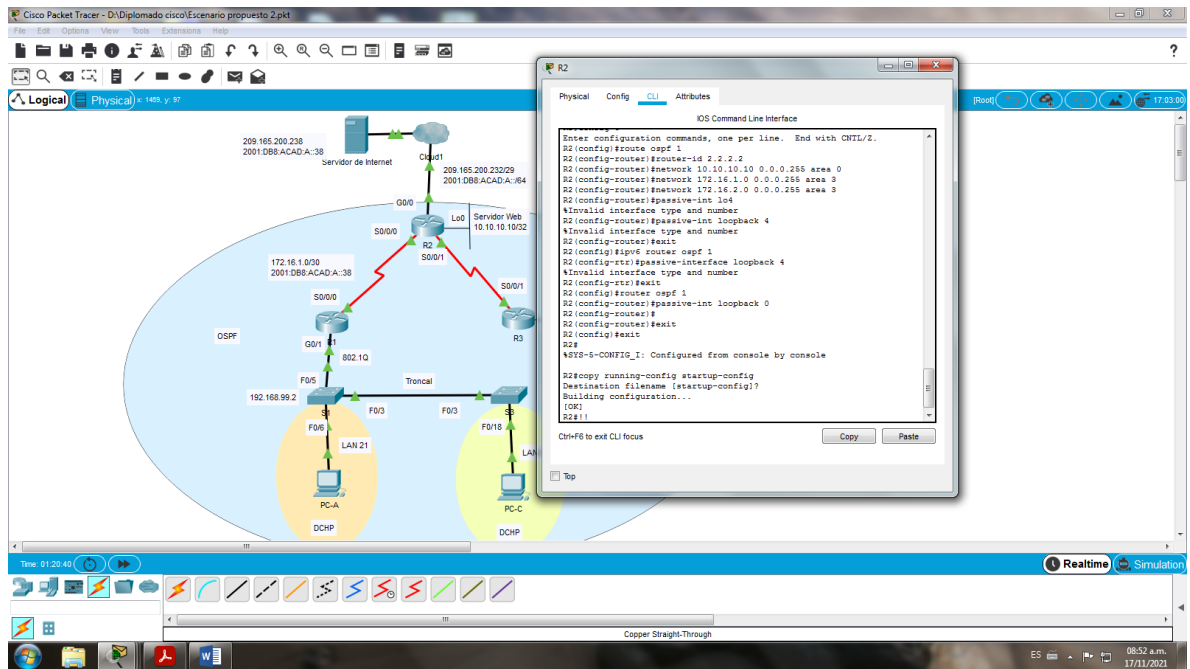 Cisco Packet Tracer - D:\Diplomado cisco\Escenario propuesto 2.pkt
File Edit Options View Tools Extensions Help
?
Logical
Physical
x: 1489, y: 97
[Root]
17:03:00
209.165.200.238
2001:DB8:ACAD:A::38
Servidor de Internet
Cloud1
209.165.200.232/29
2001:DB8:ACAD:A::/64
G0/0
Lo0
Servidor Web
10.10.10.10/32
S0/0/0
R2
S0/0/1
172.16.1.0/30
2001:DB8:ACAD:A::38
S0/0/0
S0/0/1
R3
OSPF
G0/1
R1
802.1Q
F0/5
Troncal
192.168.99.2
S1
F0/3
F0/3
S3
F0/6
F0/18
LAN 21
LAN
PC-A
PC-C
DCHP
DCHP
R2
Physical Config CLI Attributes
IOS Command Line Interface
Enter configuration commands, one per line. End with CNTL/Z.
R2(config)#route ospf 1
R2(config-router)#router-id 2.2.2.2
R2(config-router)#network 10.10.10.10 0.0.0.255 area 0
R2(config-router)#network 172.16.1.0 0.0.0.255 area 3
R2(config-router)#network 172.16.2.0 0.0.0.255 area 3
R2(config-router)#passive-int lo4
%Invalid interface type and number
R2(config-router)#passive-int loopback 4
%Invalid interface type and number
R2(config-router)#exit
R2(config)#ipv6 router ospf 1
R2(config-rtr)#passive-interface loopback 4
%Invalid interface type and number
R2(config-rtr)#exit
R2(config)#router ospf 1
R2(config-router)#passive-int loopback 0
R2(config-router)#
R2(config-router)#exit
R2(config)#exit
R2#
%SYS-5-CONFIG_I: Configured from console by console
R2#copy running-config startup-config
Destination filename [startup-config]?
Building configuration...
[OK]
R2#!!
Ctrl+F6 to exit CLI focus
Copy
Paste
Top
Time: 01:20:40
Realtime
Simulation
Copper Straight-Through
ES
08:52 a.m.
17/11/2021